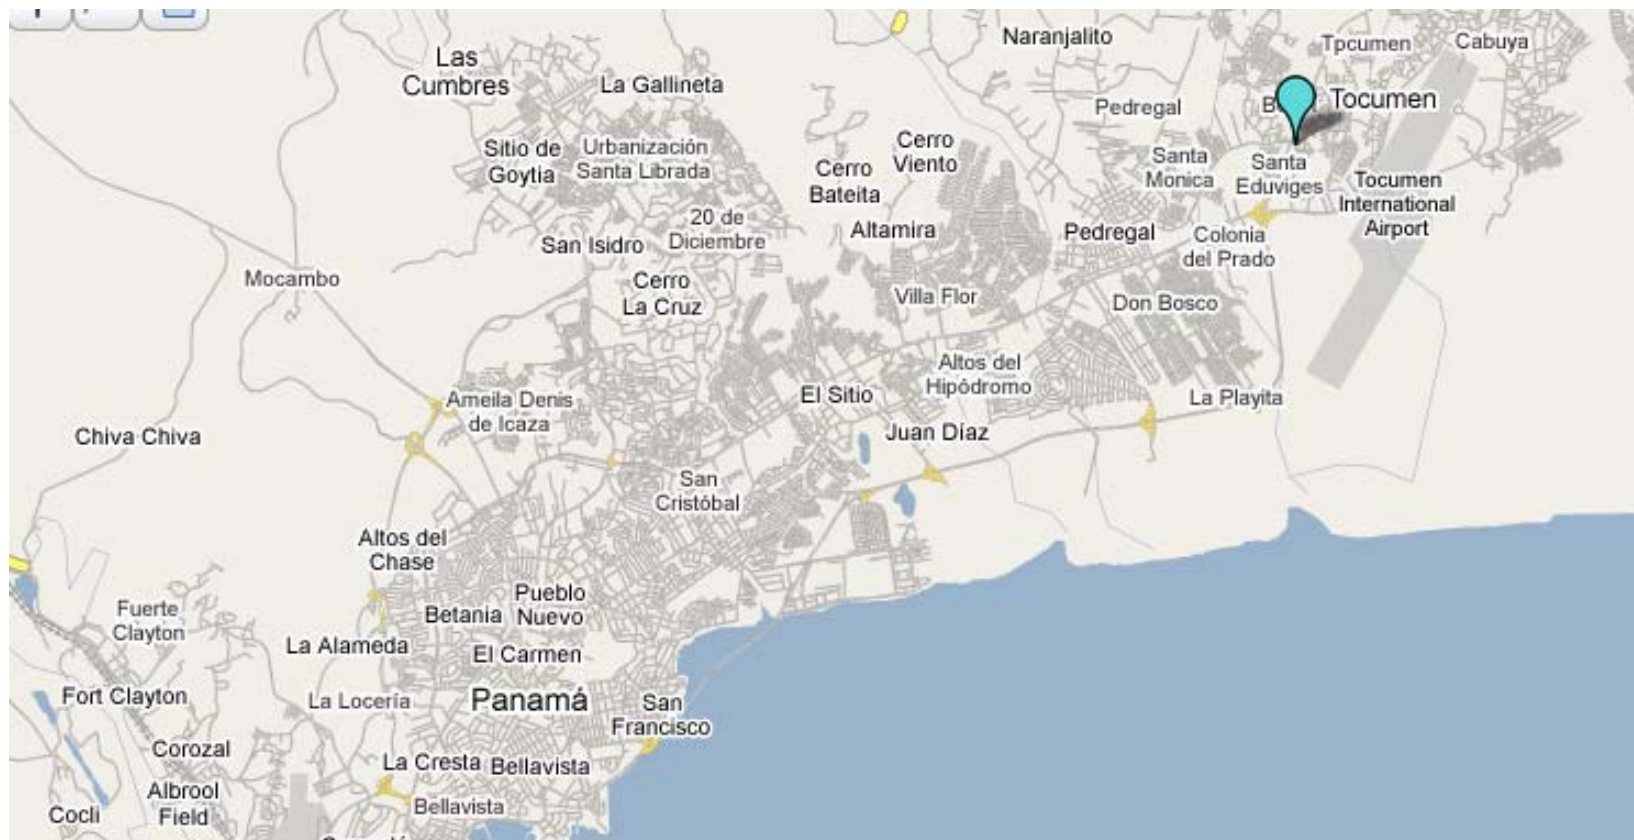 Naranjalito
Tpcumen
Cabuya
Las
Cumbres
La Gallineta
Pedregal
Tocumen
Sitio de
Goytia
Urbanización
Santa Librada
Cerro
Viento
Cerro
Bateita
Santa
Monica
Santa
Eduviges
Tocumen
International
Airport
20 de
Diciembre
San Isidro
Altamira
Pedregal
Colonia
del Prado
Mocambo
Cerro
La Cruz
Villa Flor
Don Bosco
Altos del
Hipódromo
Ameila Denis
de Icaza
El Sitio
La Playita
Chiva Chiva
Juan Díaz
San
Cristóbal
Altos del
Chase
Fuerte
Clayton
Betania
Pueblo
Nuevo
La Alameda
El Carmen
Fort Clayton
La Locería
Panamá
San
Francisco
Corozal
La Cresta
Bellavista
Albrool
Field
Bellavista
Cocli